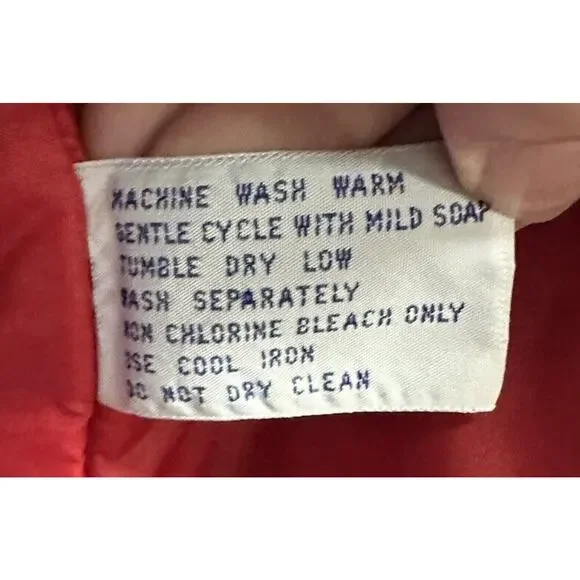 MACHINE WASH WARM
GENTLE CYCLE WITH MILD SOAP
TUMBLE DRY LOW
WASH SEPARATELY
NON CHLORINE BLEACH ONLY
USE COOL IRON
DO NOT DRY CLEAN